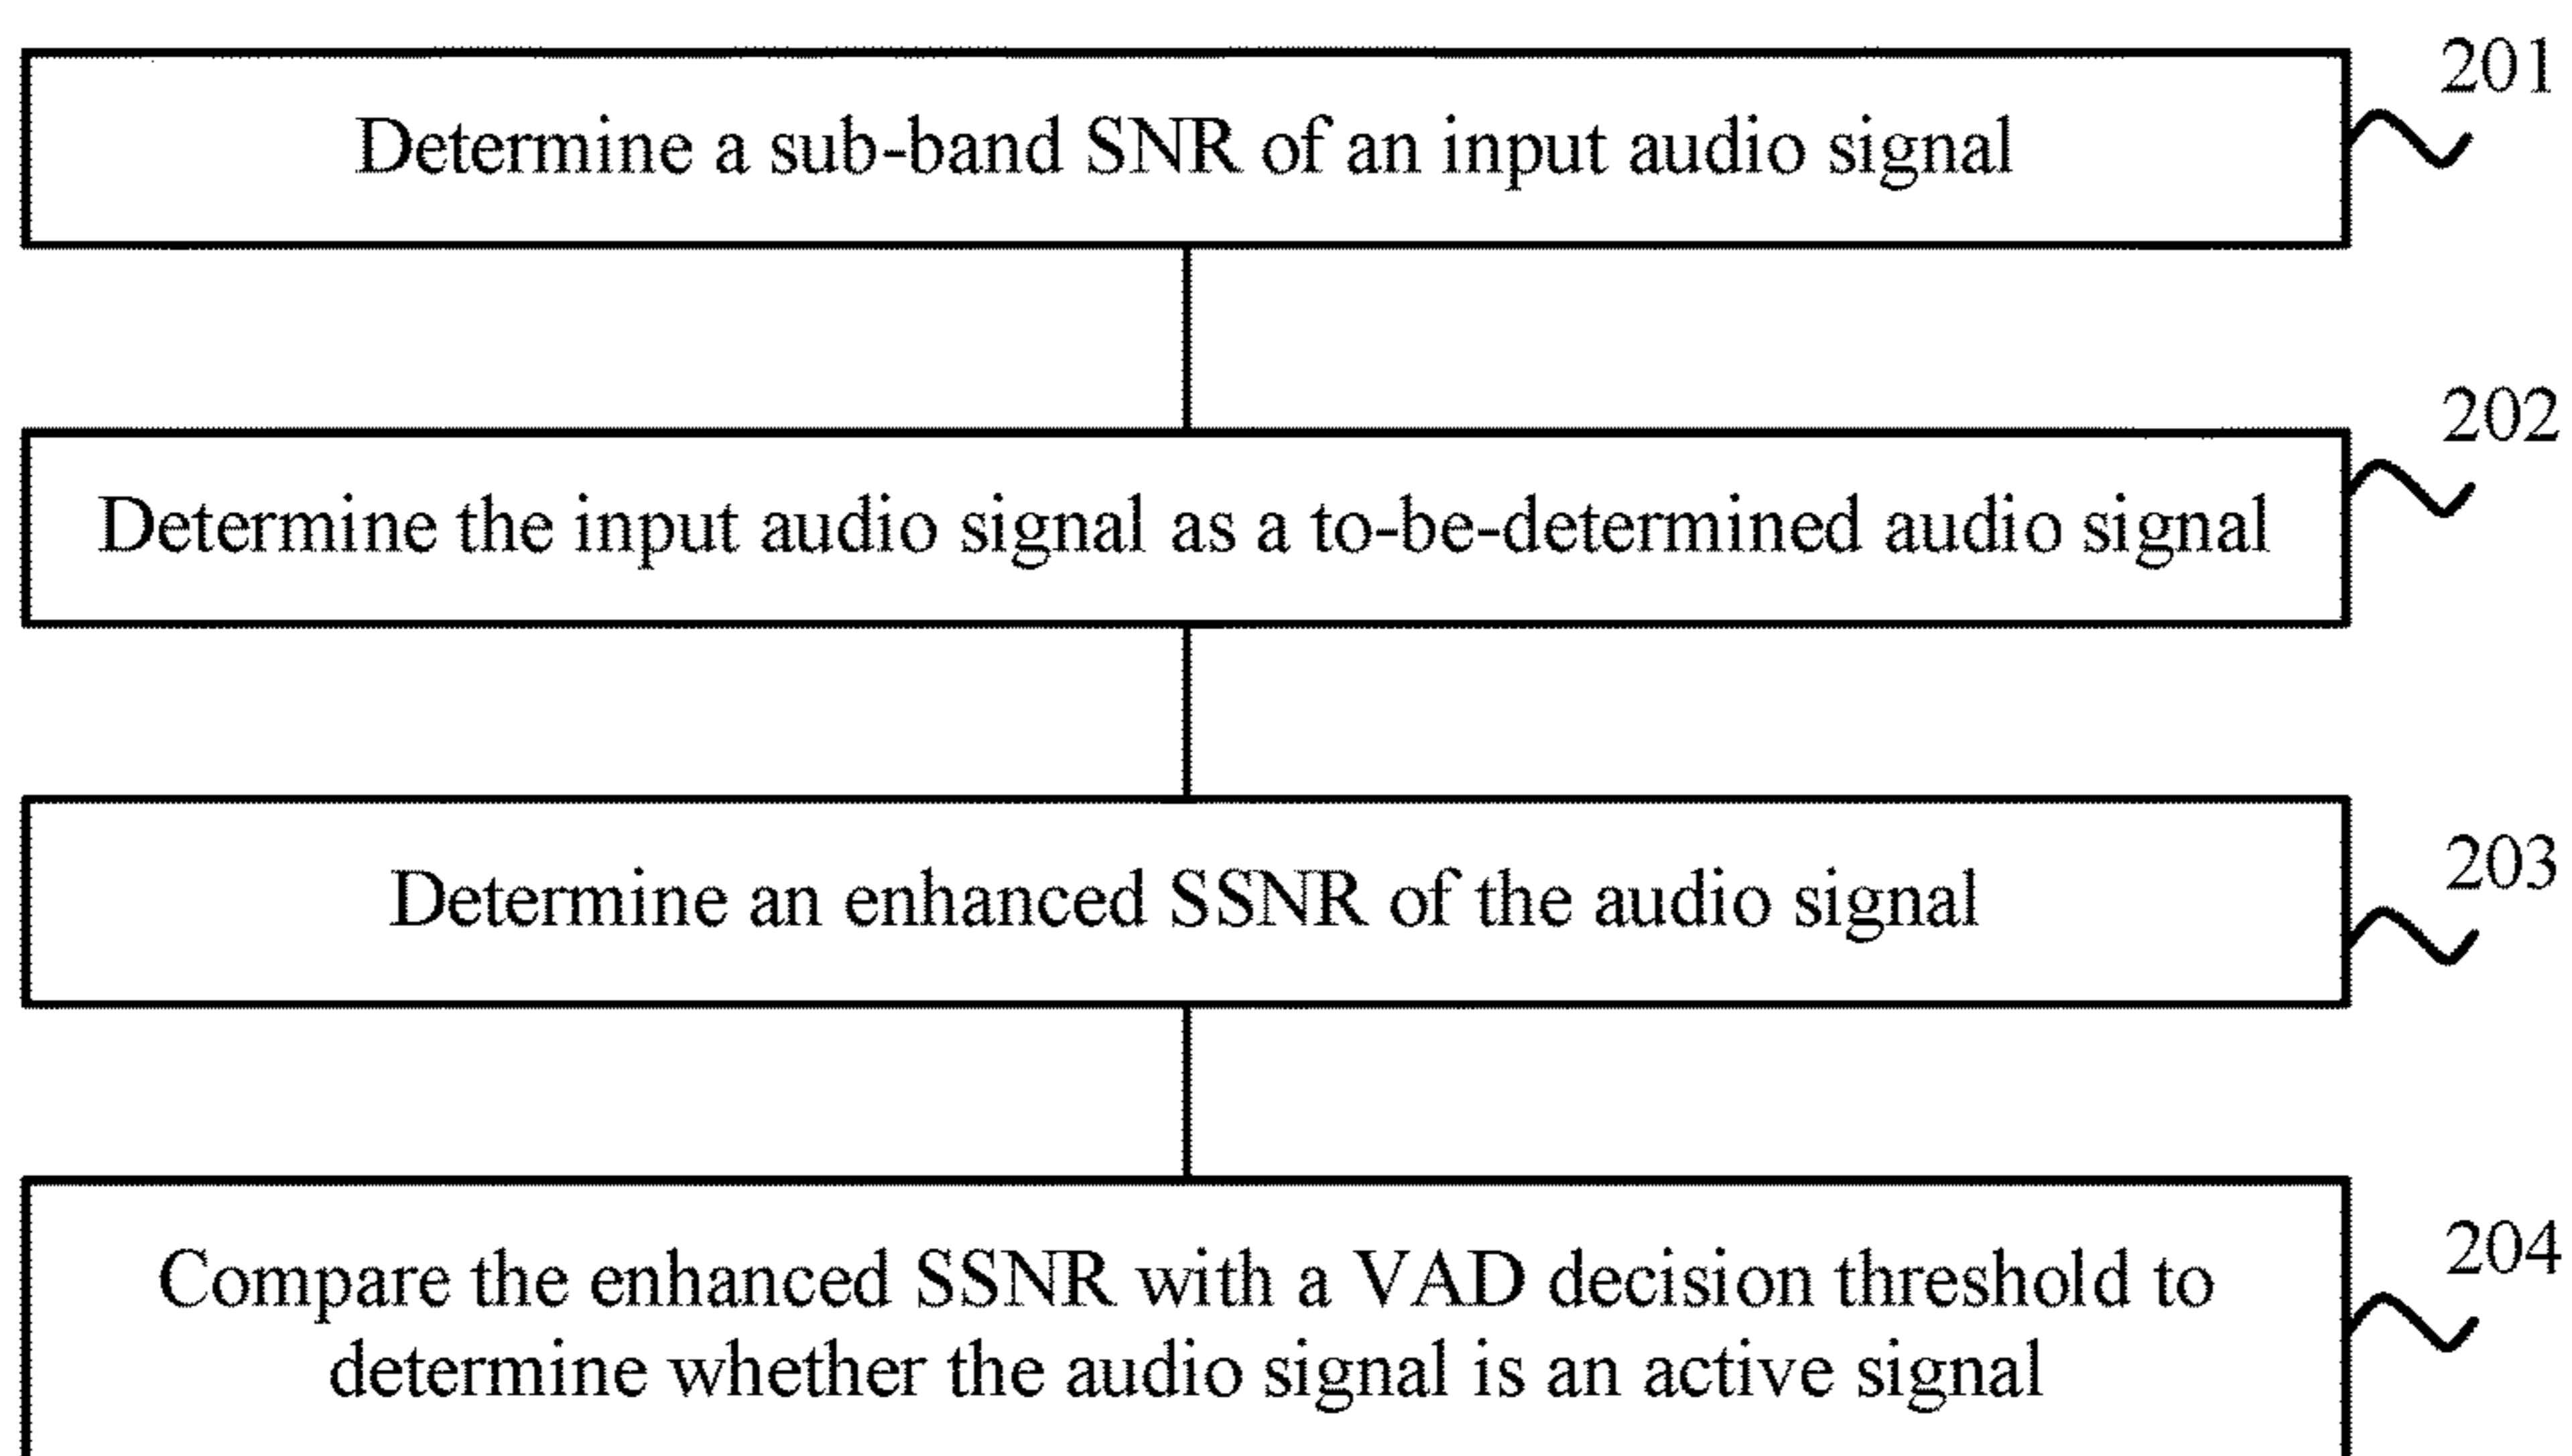 201
Determine a sub-band SNR of an input audio signal
202
Determine the input audio signal as a to-be-determined audio signal
203
Determine an enhanced SSNR of the audio signal
204
Compare the enhanced SSNR with a VAD decision threshold to
determine whether the audio signal is an active signal